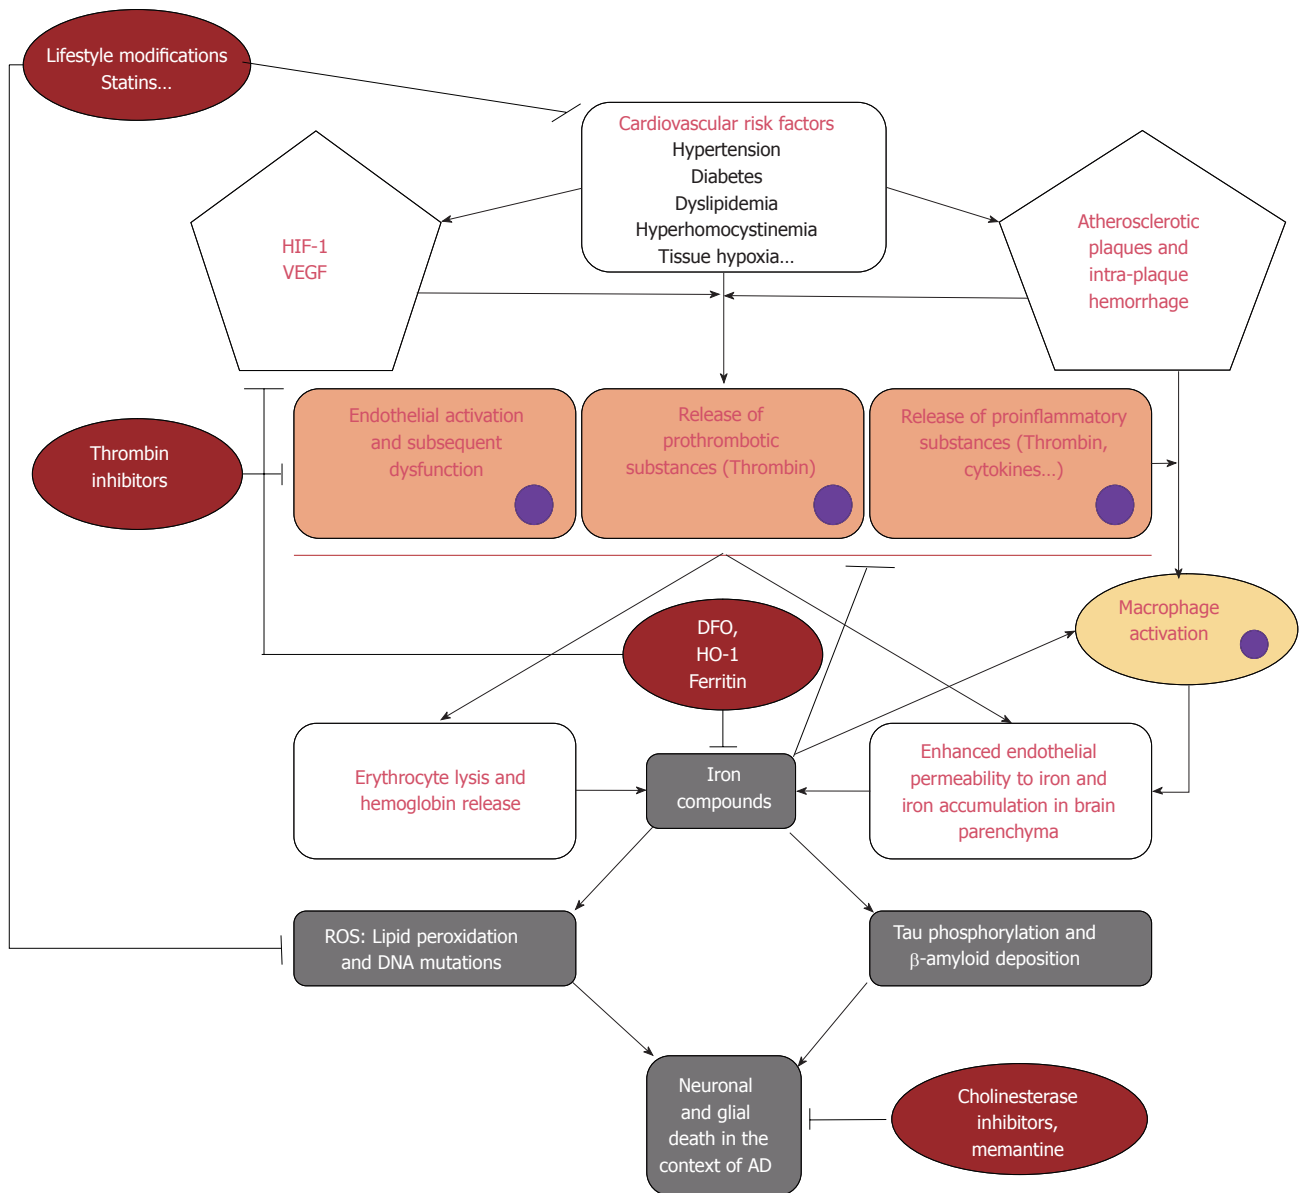 Lifestyle modifications
Statins...
Cardiovascular risk factors
Hypertension
Diabetes
Dyslipidemia
Hyperhomocystinemia
Tissue hypoxia...
HIF-1
VEGF
Atherosclerotic
plaques and
intra-plaque
hemorrhage
Thrombin
inhibitors
Endothelial activation
and subsequent
dysfunction
Release of
prothrombotic
substances (Thrombin)
Release of proinflammatory
substances (Thrombin,
cytokines...)
Macrophage
activation
DFO,
HO-1
Ferritin
Erythrocyte lysis and
hemoglobin release
Iron
compounds
Enhanced endothelial
permeability to iron and
iron accumulation in brain
parenchyma
ROS: Lipid peroxidation
and DNA mutations
Tau phosphorylation and
β-amyloid deposition
Neuronal
and glial
death in the
context of AD
Cholinesterase
inhibitors,
memantine